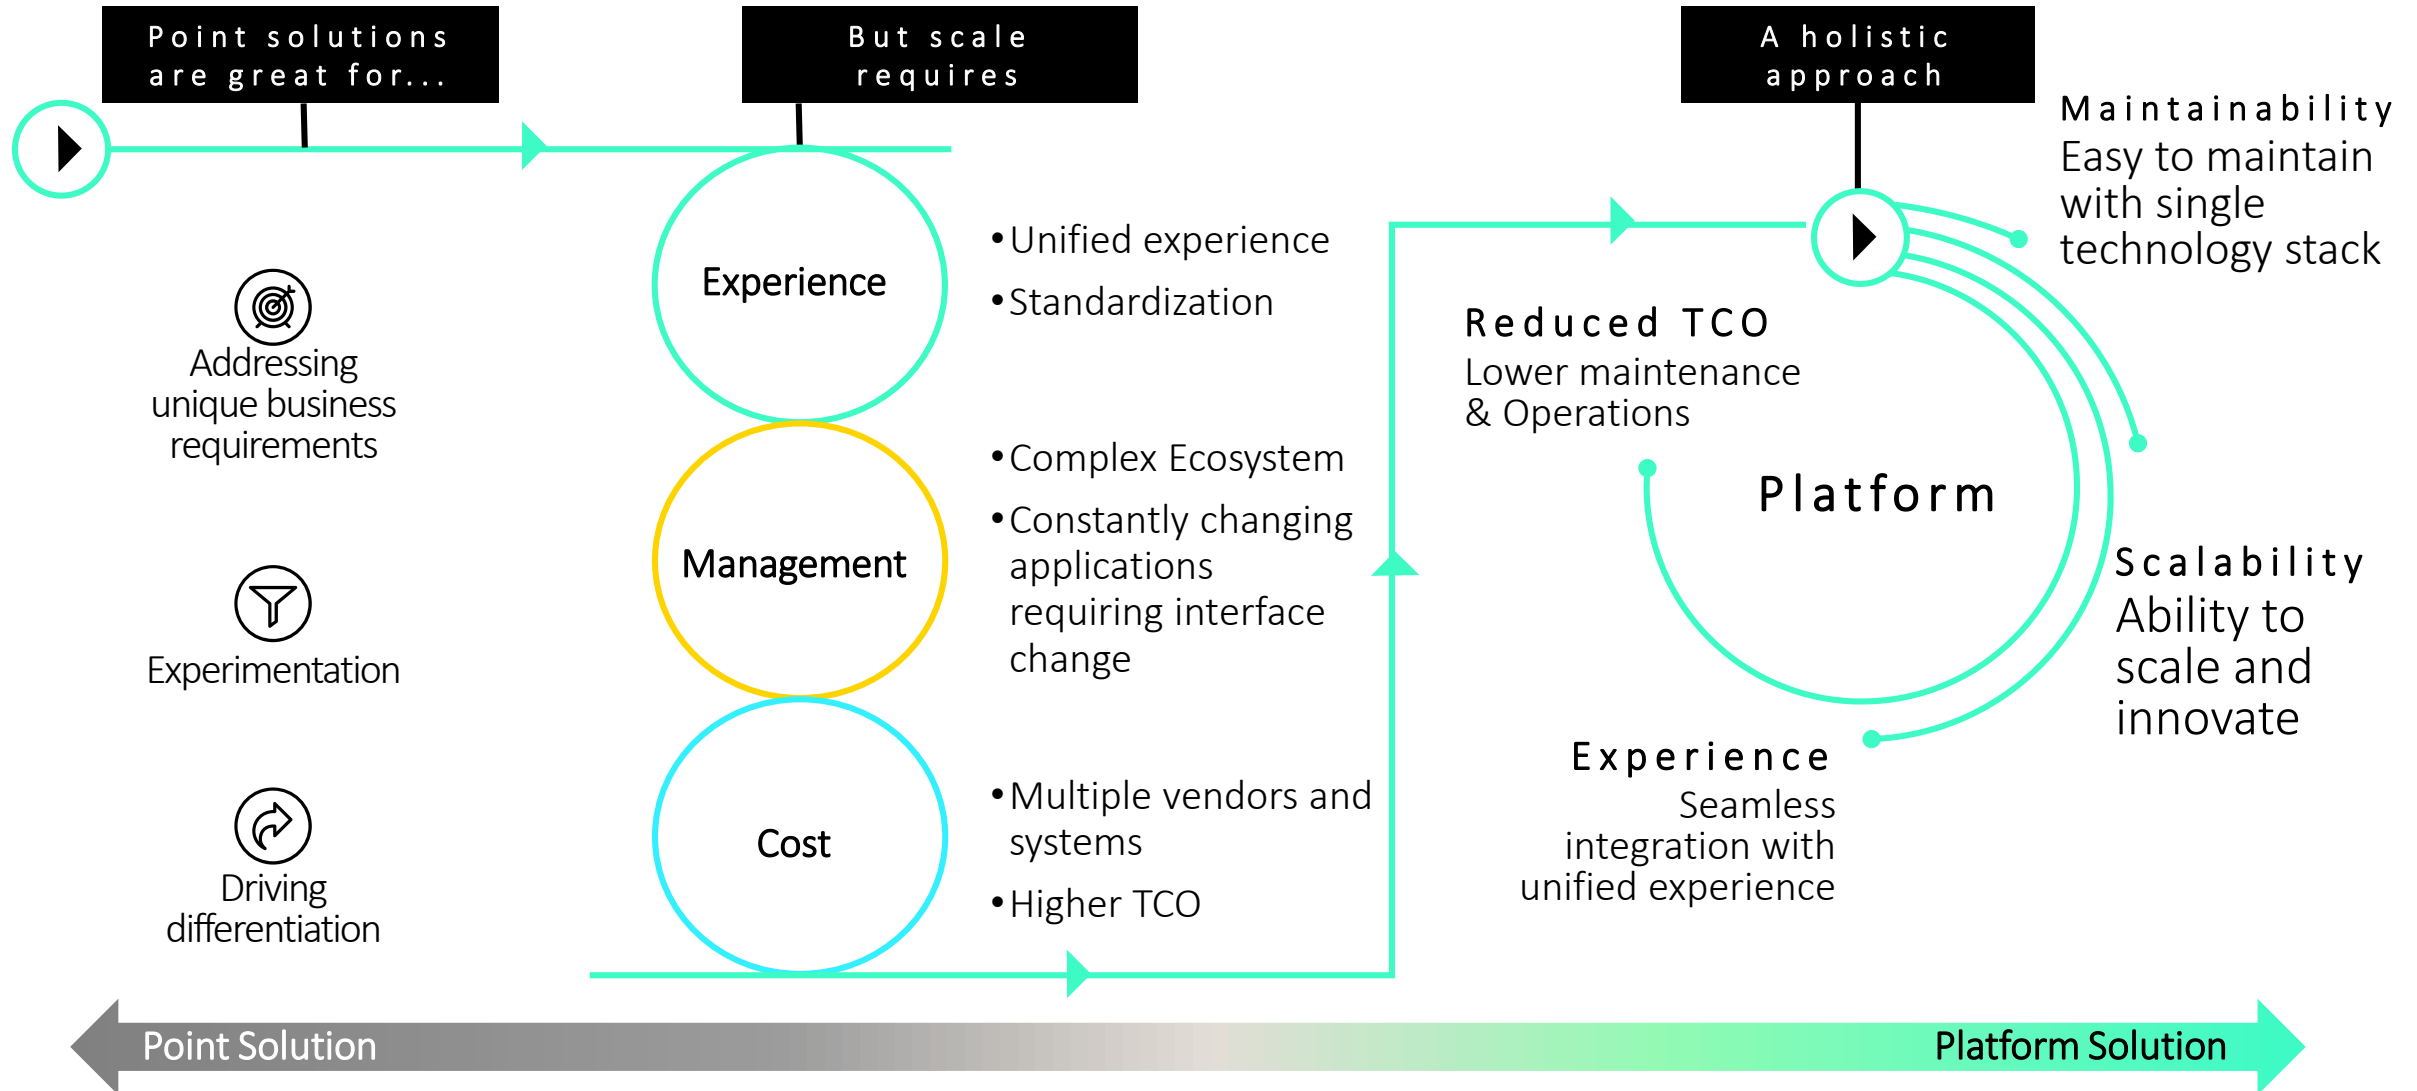 Point solutions
are great for...
Addressing
unique business
requirements
Experimentation
Driving
differentiation
But scale
requires
Experience
•Unified experience
•Standardization
Management
•Complex Ecosystem
•Constantly changing
applications
requiring interface
change
Cost
•Multiple vendors and
systems
•Higher TCO
A holistic
approach
Maintainability
Easy to maintain
with single
technology stack
Reduced TCO
Lower maintenance
& Operations
Platform
Scalability
Ability to
scale and
innovate
Experience
Seamless
integration with
unified experience
Point Solution
Platform Solution